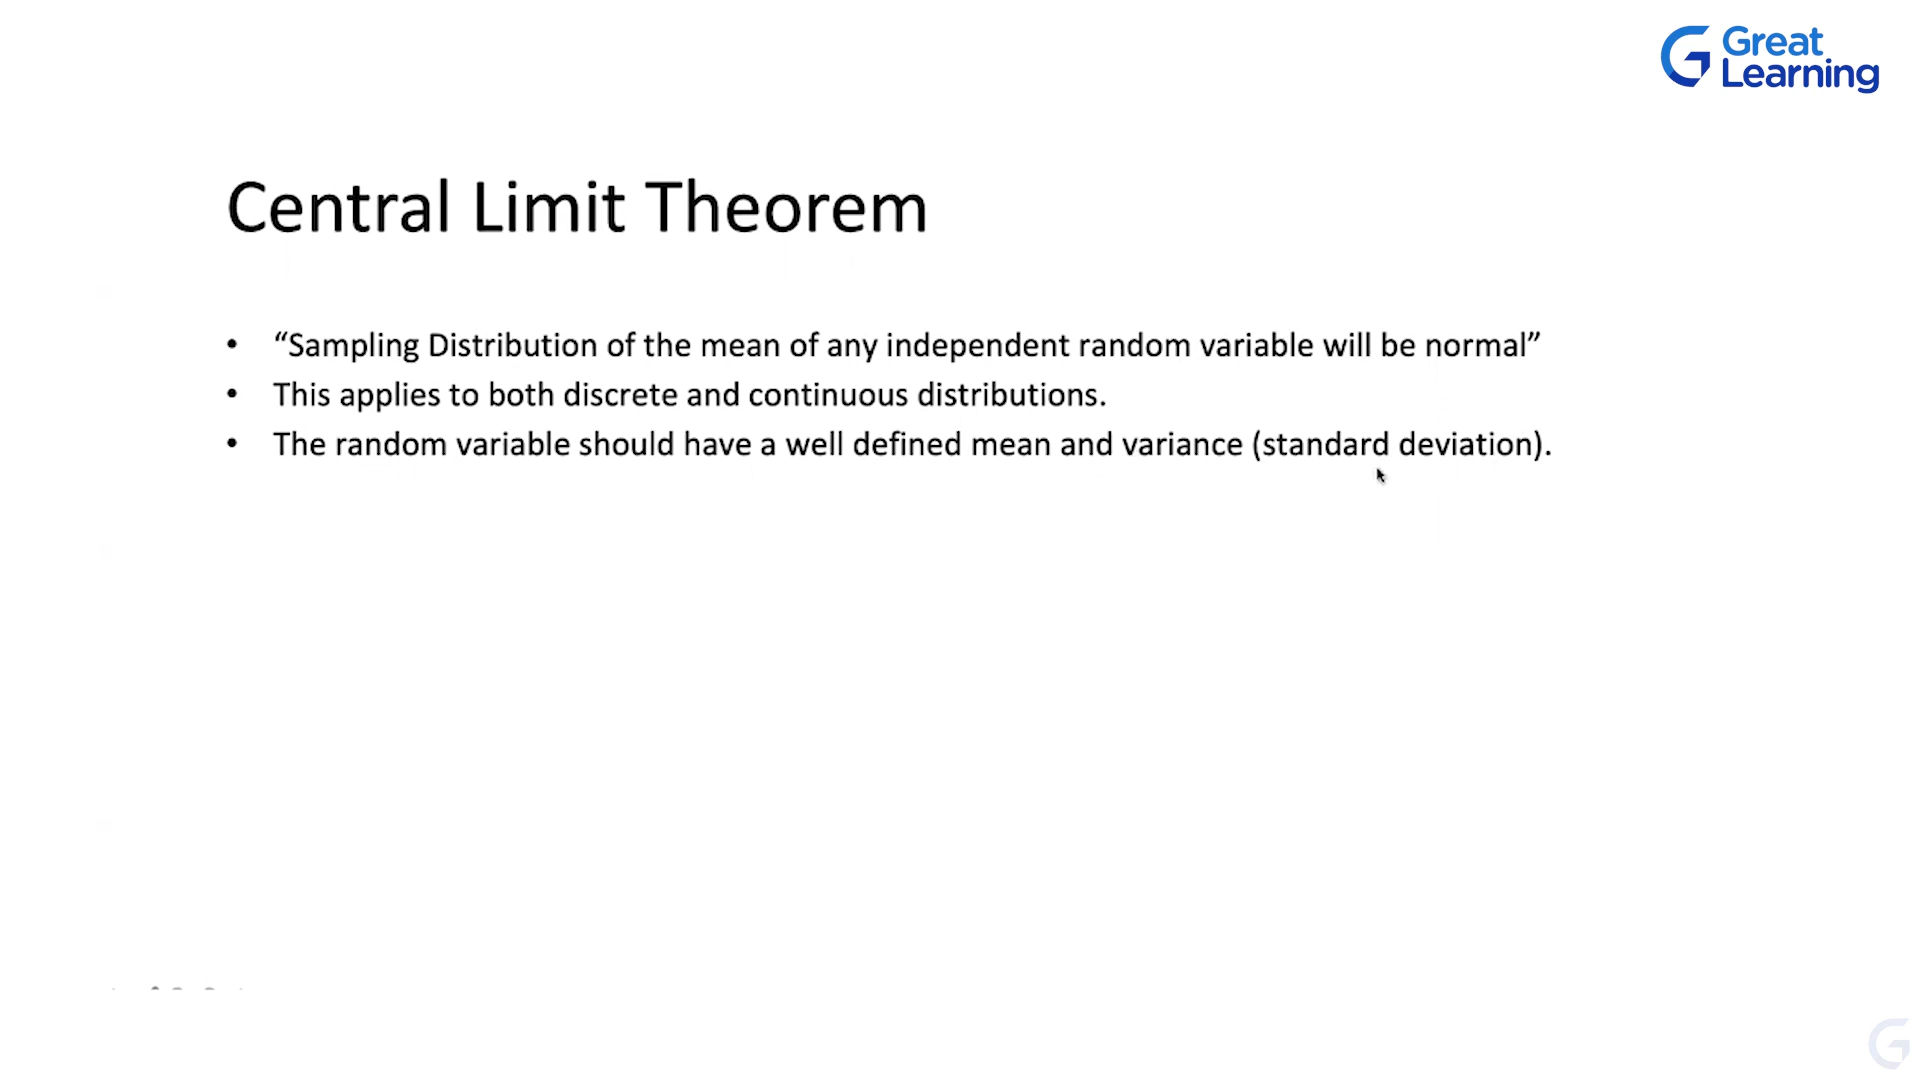 Great
Learning
Central Limit Theorem
• “Sampling Distribution of the mean of any independent random variable will be normal”
• This applies to both discrete and continuous distributions.
• The random variable should have a well defined mean and variance (standard deviation).